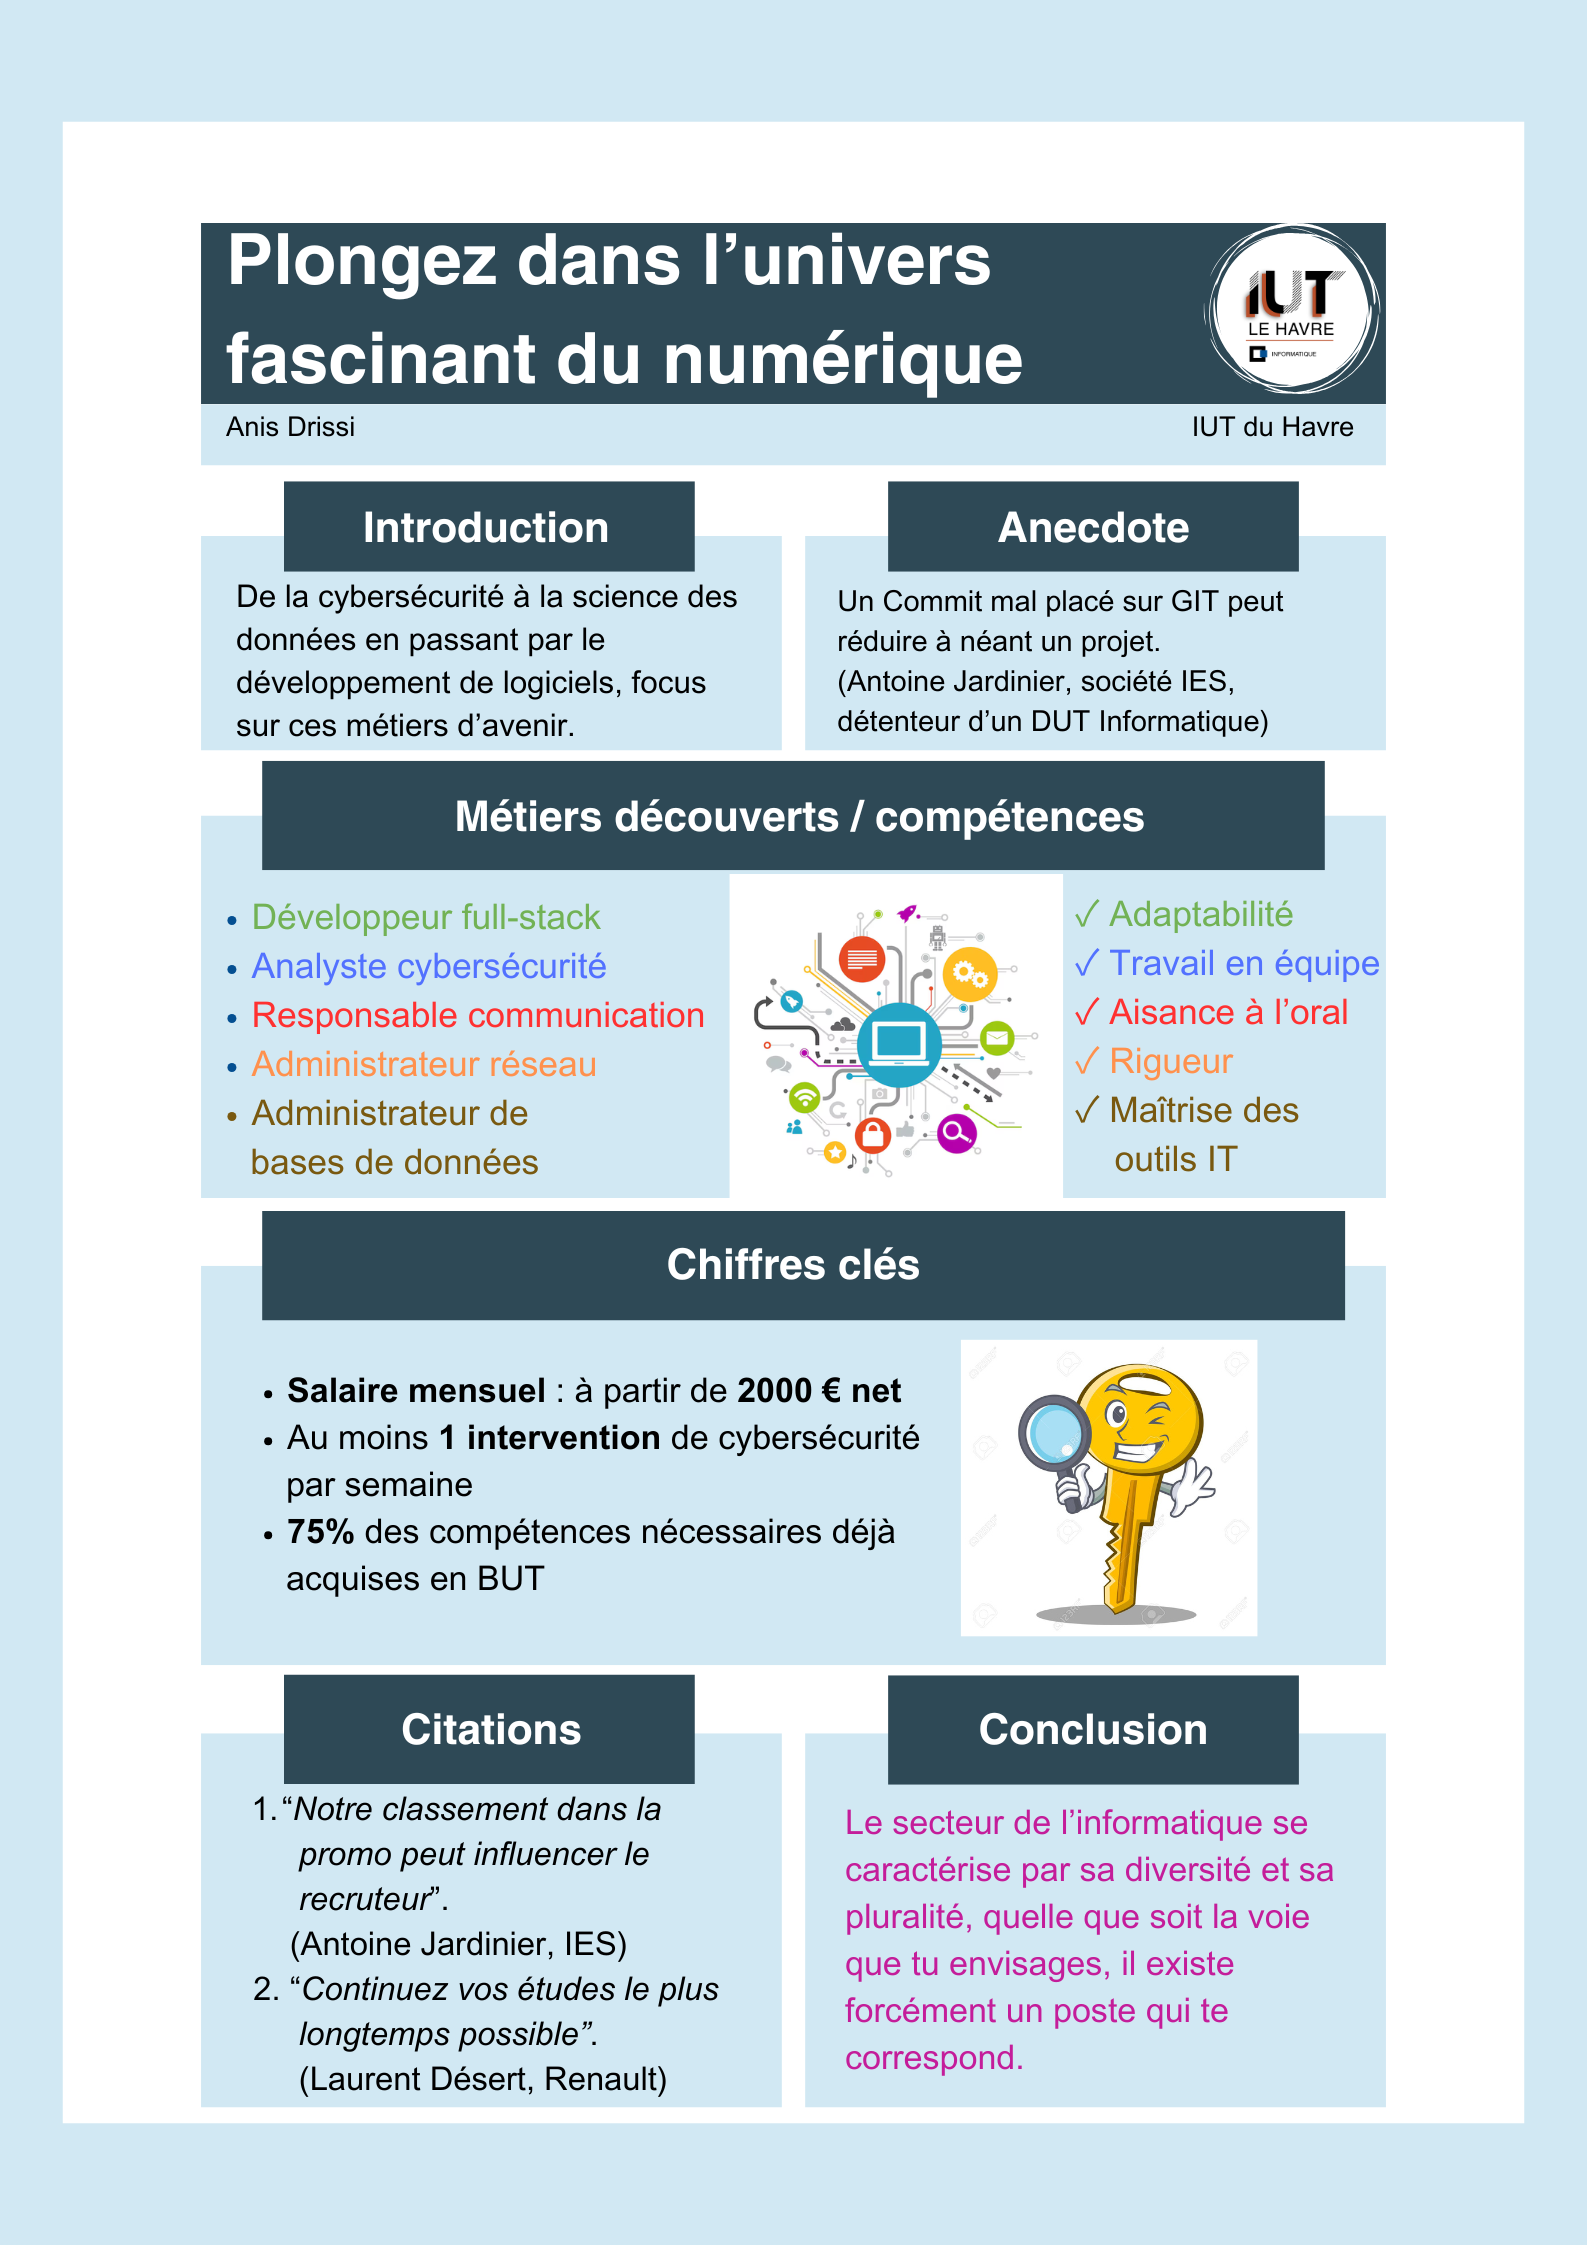 Plongez dans l’univers
fascinant du numérique
IUT
LE HAVRE
INFORMATIQUE
Anis Drissi
IUT du Havre
Introduction
De la cybersécurité à la science des
données en passant par le
développement de logiciels, focus
sur ces métiers d’avenir.
Anecdote
Un Commit mal placé sur GIT peut
réduire à néant un projet.
(Antoine Jardinier, société IES,
détenteur d’un DUT Informatique)
Métiers découverts / compétences
• Développeur full-stack
• Analyste cybersécurité
• Responsable communication
• Administrateur réseau
• Administrateur de
bases de données
✓ Adaptabilité
✓ Travail en équipe
✓ Aisance à l’oral
✓ Rigueur
✓ Maîtrise des
outils IT
Chiffres clés
• Salaire mensuel : à partir de 2000 € net
• Au moins 1 intervention de cybersécurité
par semaine
• 75% des compétences nécessaires déjà
acquises en BUT
Citations
1. “Notre classement dans la
promo peut influencer le
recruteur”.
(Antoine Jardinier, IES)
2. “Continuez vos études le plus
longtemps possible”.
(Laurent Désert, Renault)
Conclusion
Le secteur de l’informatique se
caractérise par sa diversité et sa
pluralité, quelle que soit la voie
que tu envisages, il existe
forcément un poste qui te
correspond.